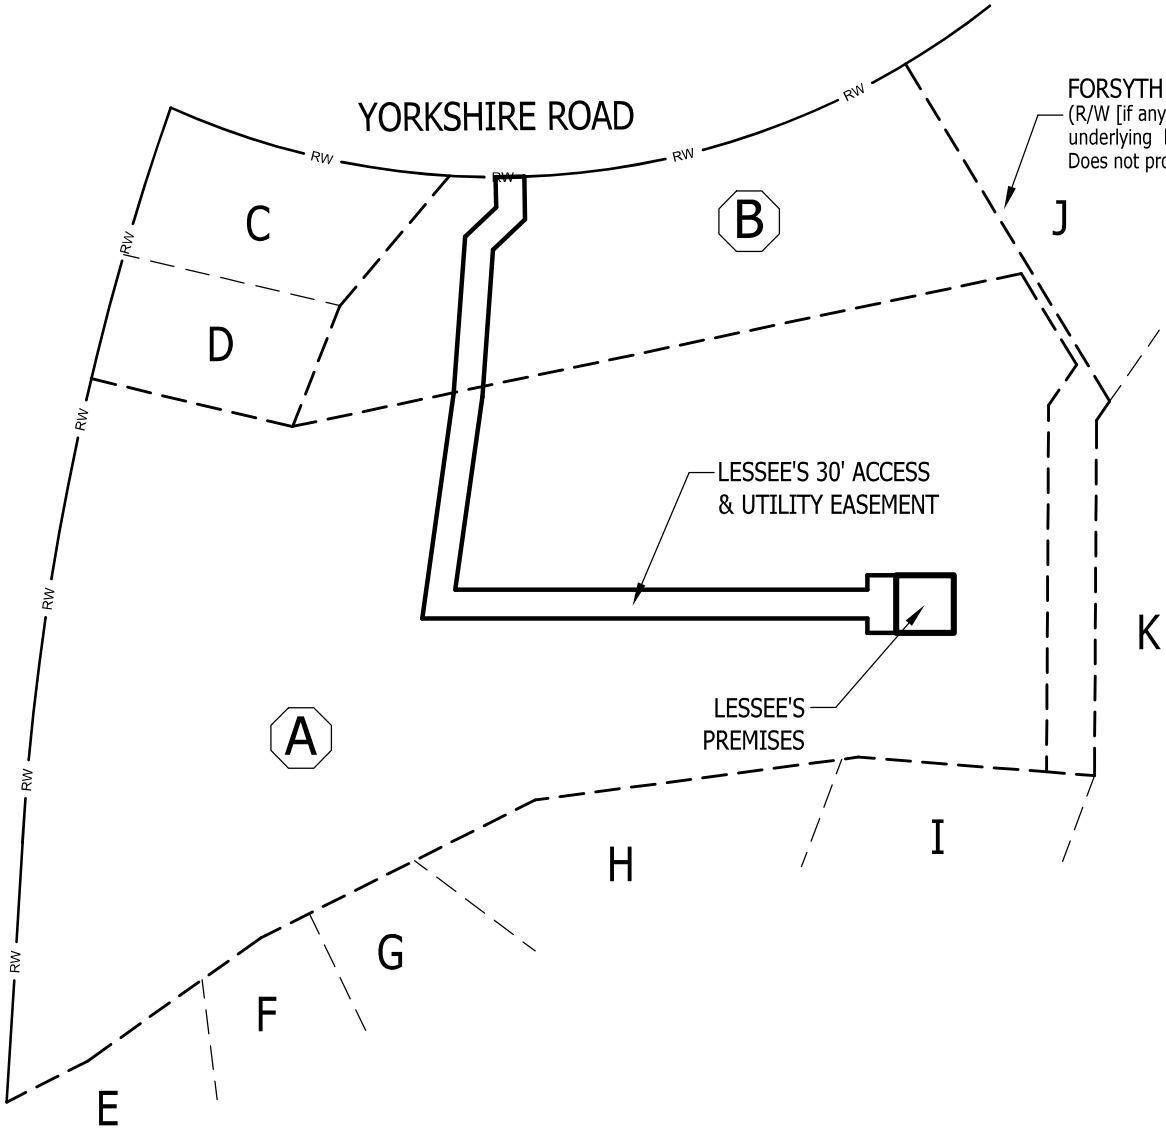 YORKSHIRE ROAD
FORSYTH
(R/W [if any
underlying
Does not pro
RW
RW
RW
RW
RW
C
B
J
D
RW
LESSEE'S 30' ACCESS
& UTILITY EASEMENT
RW
K
LESSEE'S
PREMISES
A
RW
H
I
G
RW
F
E